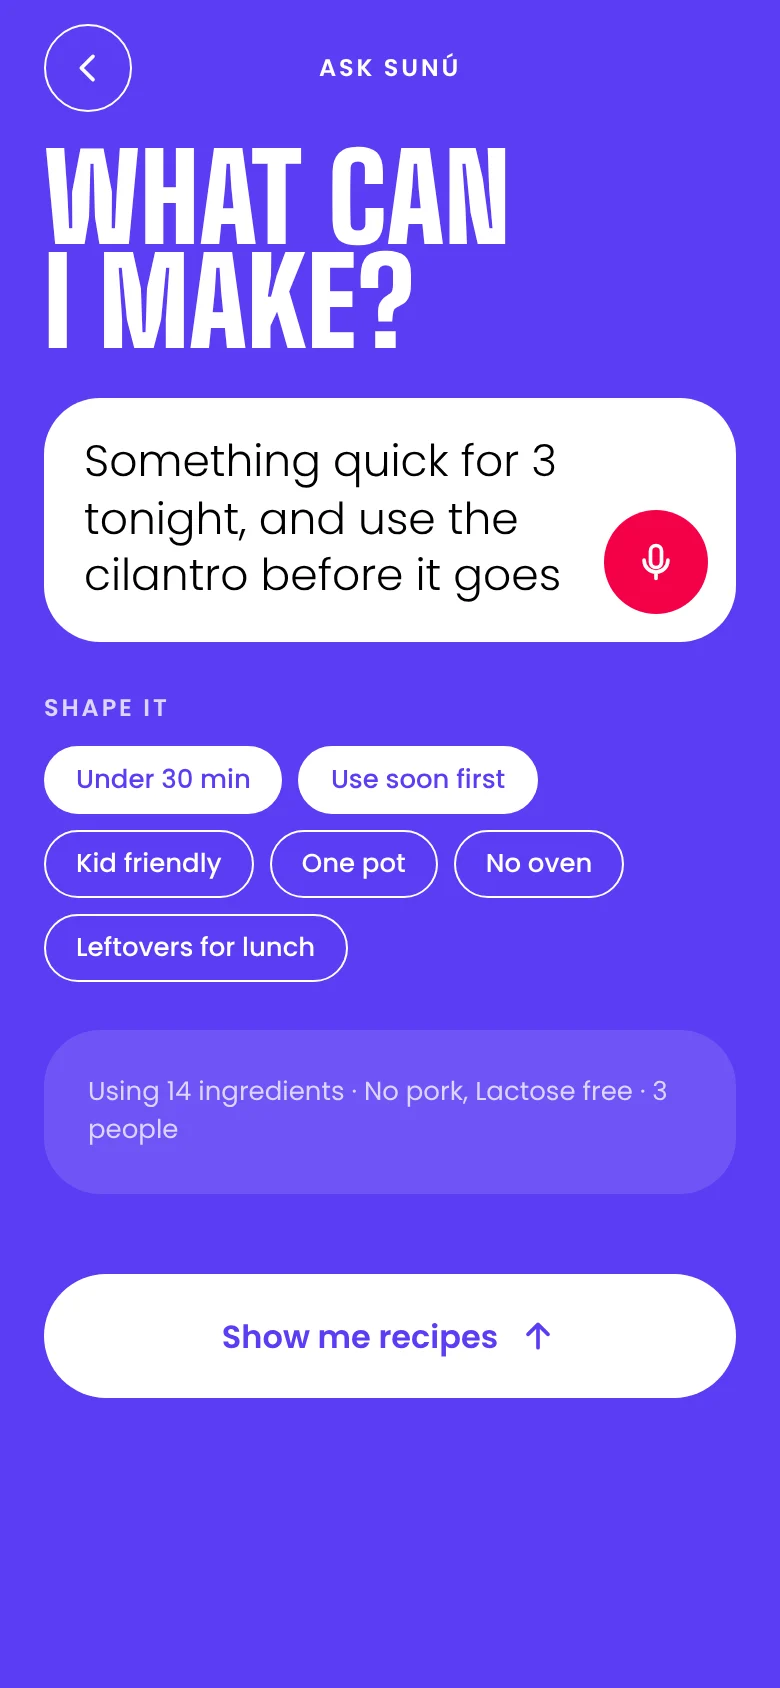 ASK SUNÚ
WHAT CAN
I MAKE?
Something quick for 3
tonight, and use the
cilantro before it goes
SHAPE IT
Under 30 min
Use soon first
Kid friendly
One pot
No oven
Leftovers for lunch
Using 14 ingredients · No pork, Lactose free · 3
people
Show me recipes